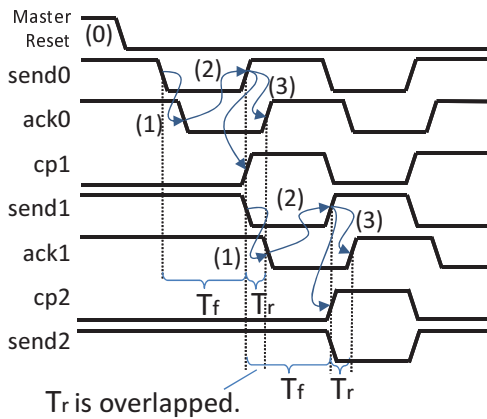 Master
Reset
(0)
send0
(2)
(3)
ack0
(1)
cp1
send1
(2)
(3)
ack1
(1)
Tf
Tr
cp2
send2
Tf
Tr
Tr is overlapped.